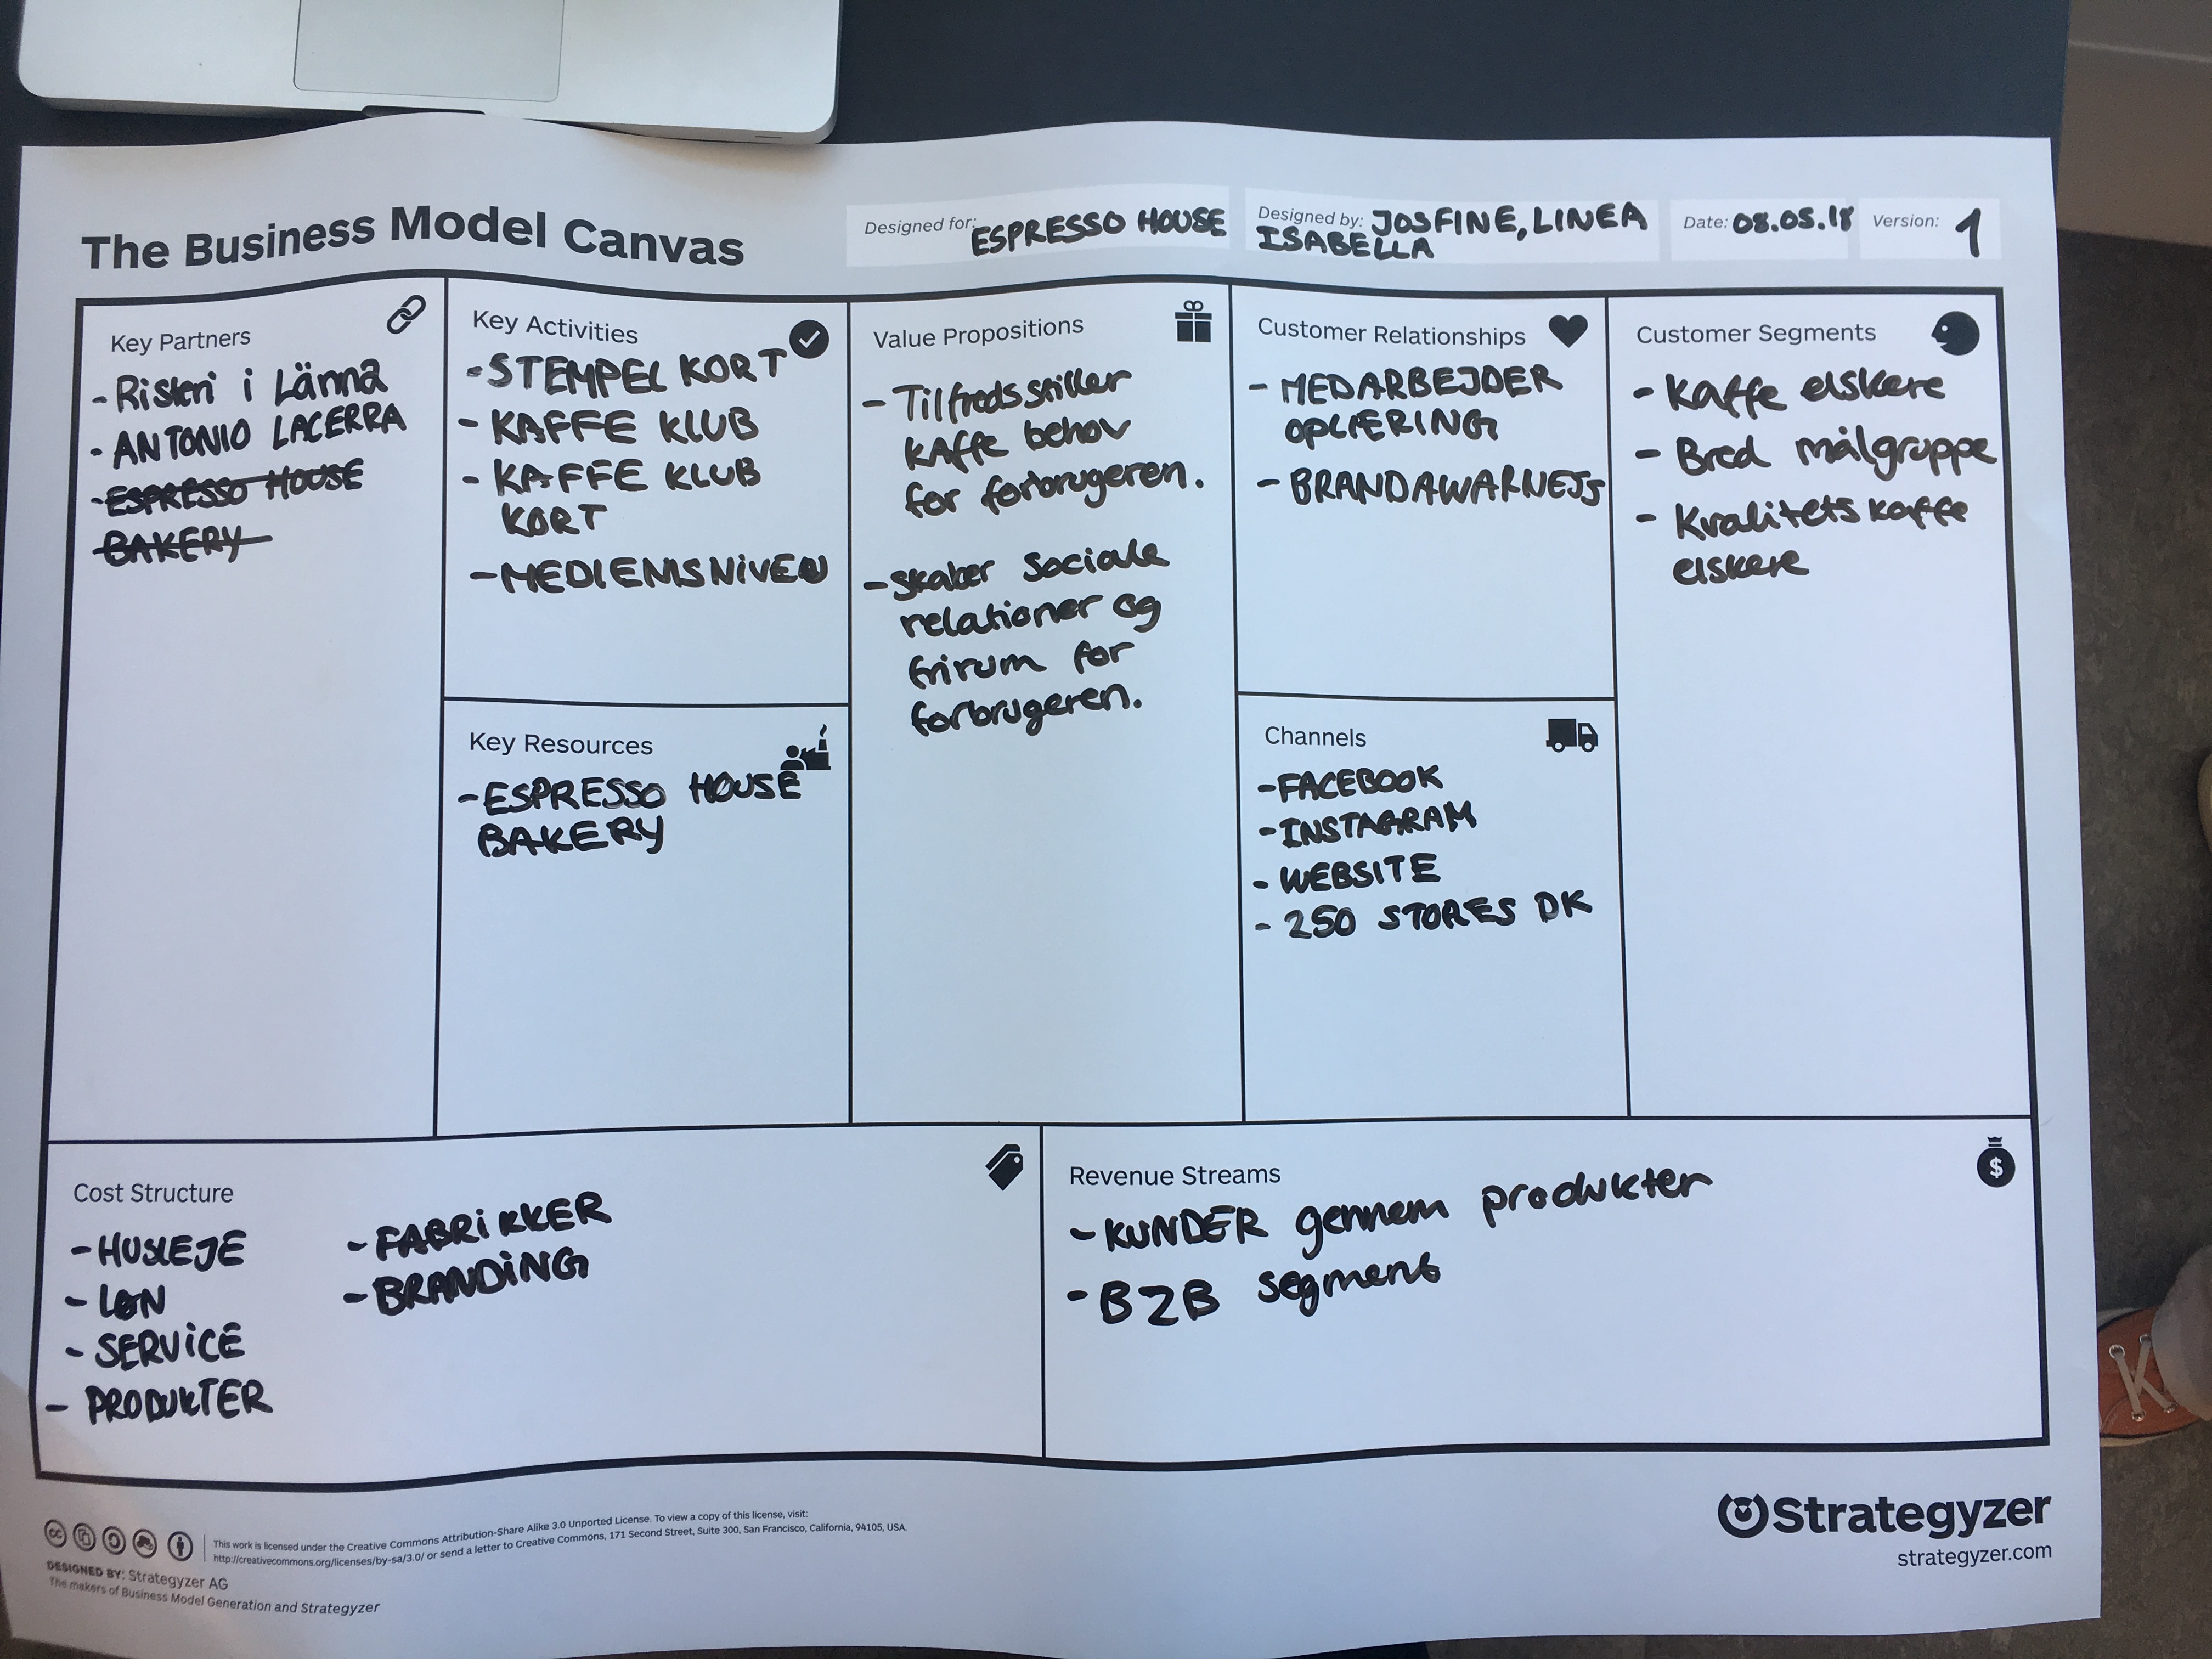 The Business Model Canvas
Designed for: ESPRESSO HOUSE
Designed by: JOSFINE, LINEA
ISABELLA
Date: 08.05.18
Version: 1
Key Partners
- Risteri i Länna
- ANTONIO LACERRA
- ESPRESSO HOUSE
- BAKERY
Key Activities
- STEMPEL KORT
- KAFFE KLUB
- KAFFE KLUB
KORT
- MEDLEMSNIVEU
Key Resources
- ESPRESSO HOUSE
BAKERY
Value Propositions
- Tilfredsstiller
kaffe behov
for forbrugeren.
- skaber sociale
relationer og
frirum for
forbrugeren.
Customer Relationships
- MEDARBEJDER
OPLÆRING
- BRANDAWARNESS
Channels
- FACEBOOK
- INSTAGRAM
- WEBSITE
- 250 STORES DK
Customer Segments
- Kaffe elskere
- Bred målgruppe
- Kvalitets kaffe
elskere
Cost Structure
- HUSLEJE
- LØN
- SERVICE
- PRODUKTER
- FABRIKKER
- BRANDING
Revenue Streams
- KUNDER gennem produkter
- B2B segment
This work is licensed under the Creative Commons Attribution-Share Alike 3.0 Unported License. To view a copy of this license, visit:
http://creativecommons.org/licenses/by-sa/3.0/ or send a letter to Creative Commons, 171 Second Street, Suite 300, San Francisco, California, 94105, USA.
DESIGNED BY: Strategyzer AG
The makers of Business Model Generation and Strategyzer
Strategyzer
strategyzer.com